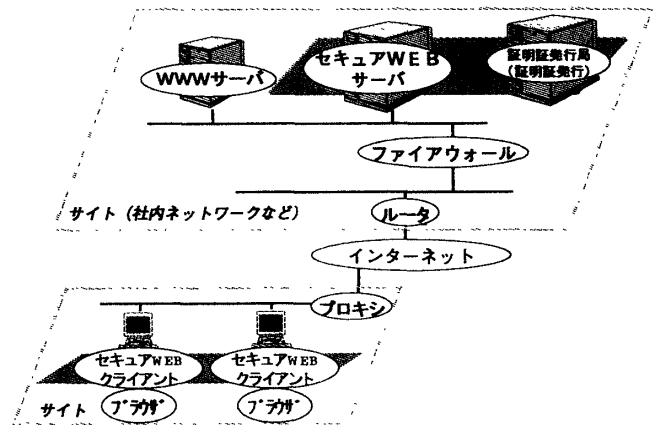 WWWサーバ
セキュアWEB
サーバ
証明証発行局
(証明証発行)
ファイアウォール
サイト(社内ネットワークなど)
ルータ
インターネット
プロキシ
セキュアWEB
クライアント
セキュアWEB
クライアント
サイト
ブラウザ
ブラウザ